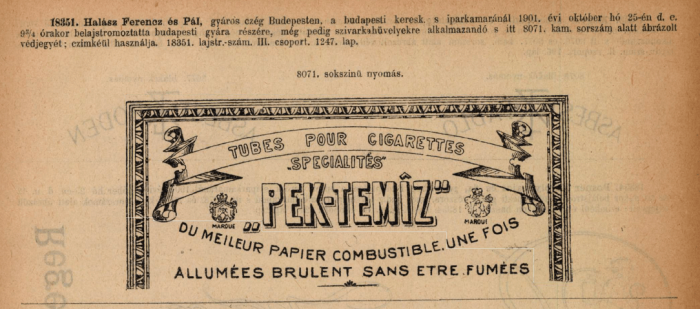 18351. Halász Ferencz és Pál, gyáros czég Budapesten, a budapesti keresk. s iparkamaránál 1901. évi október hó 25-én d. e.
9¾ órakor belajstromoztatta budapesti gyára részére, még pedig szivarkahüvelyekre alkalmazandó s itt 8071. kam. sorszám alatt ábrázolt
védjegyét; czimkéül használja. 18351. lajstr.-szám. III. csoport. 1247. lap.
8071. sokszinü nyomás.
TUBES POUR CIGARETTES
„SPECIALITÉS"
„PEK-TEMÎZ"
MARQUE
MARQUE
DU MEILEUR PAPIER COMBUSTIBLE. UNE FOIS
ALLUMÉES BRULENT SANS ETRE FUMÉES